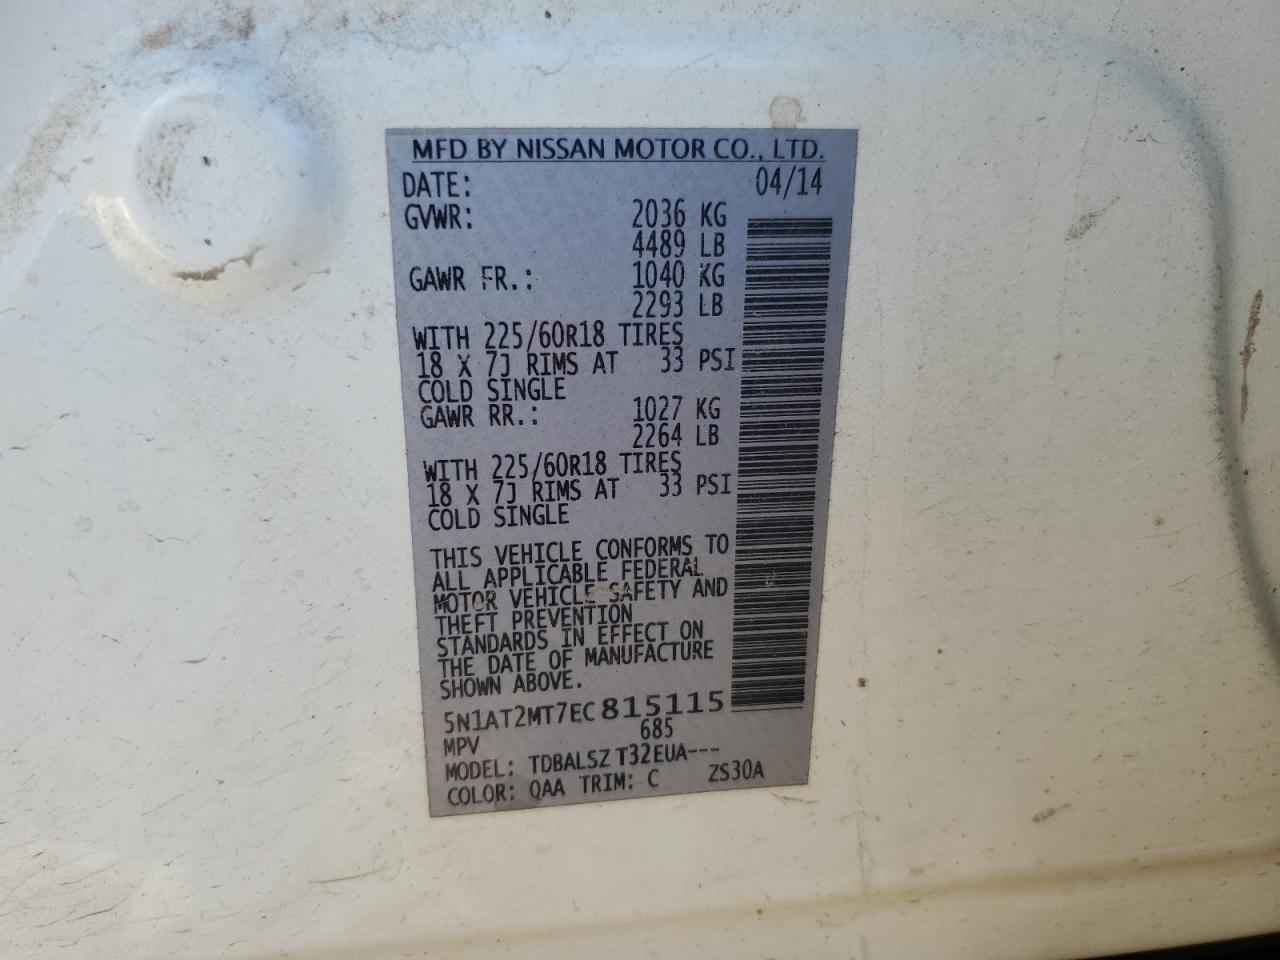 MFD BY NISSAN MOTOR CO., LTD.
DATE: 04/14
GVWR: 2036 KG
4489 LB
GAWR FR.: 1040 KG
2293 LB
WITH 225/60R18 TIRES
18 X 7J RIMS AT 33 PSI
COLD SINGLE
GAWR RR.: 1027 KG
2264 LB
WITH 225/60R18 TIRES
18 X 7J RIMS AT 33 PSI
COLD SINGLE
THIS VEHICLE CONFORMS TO
ALL APPLICABLE FEDERAL
MOTOR VEHICLE SAFETY AND
THEFT PREVENTION
STANDARDS IN EFFECT ON
THE DATE OF MANUFACTURE
SHOWN ABOVE.
5N1AT2MT7EC815115
MPV 685
MODEL: TDBALSZ T32EUA---
COLOR: QAA TRIM: C ZS30A